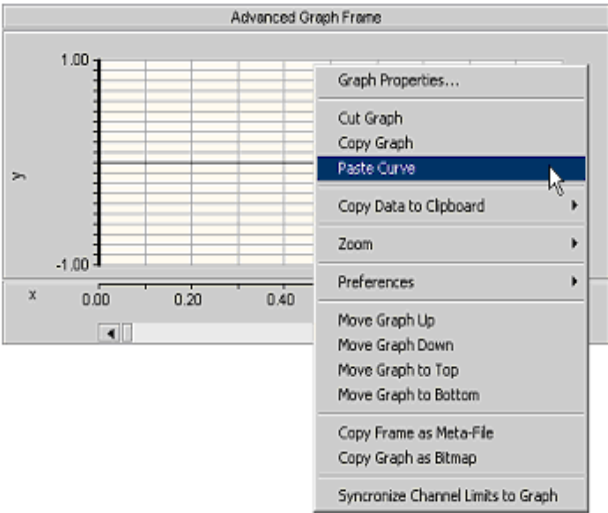 Advanced Graph Frame
1.00
y
-1.00
x
0.00 0.20 0.40
Graph Properties...
Cut Graph
Copy Graph
Paste Curve
Copy Data to Clipboard
Zoom
Preferences
Move Graph Up
Move Graph Down
Move Graph to Top
Move Graph to Bottom
Copy Frame as Meta-File
Copy Graph as Bitmap
Syncronize Channel Limits to Graph